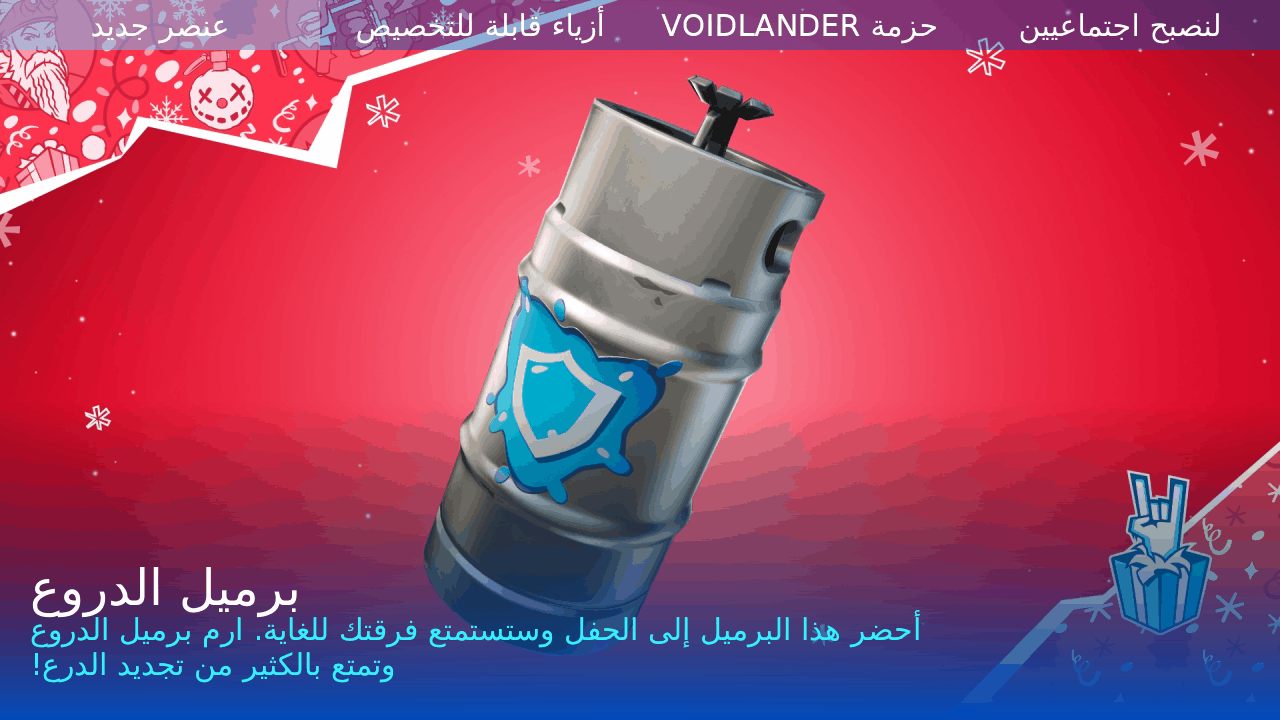 لنصبح اجتماعيين
حزمة VOIDLANDER
أزياء قابلة للتخصيص
عنصر جديد
برميل الدروع
أحضر هذا البرميل إلى الحفل وستستمتع فرقتك للغاية. ارم برميل الدروع
وتمتع بالكثير من تجديد الدرع!